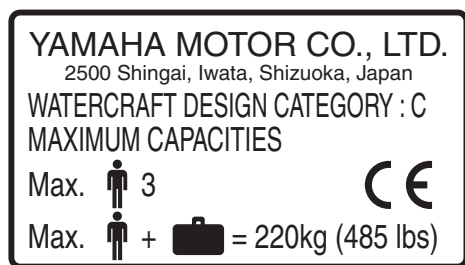 YAMAHA MOTOR CO., LTD.
2500 Shingai, Iwata, Shizuoka, Japan
WATERCRAFT DESIGN CATEGORY : C
MAXIMUM CAPACITIES
Max. 3 CE
Max. + = 220kg (485 lbs)